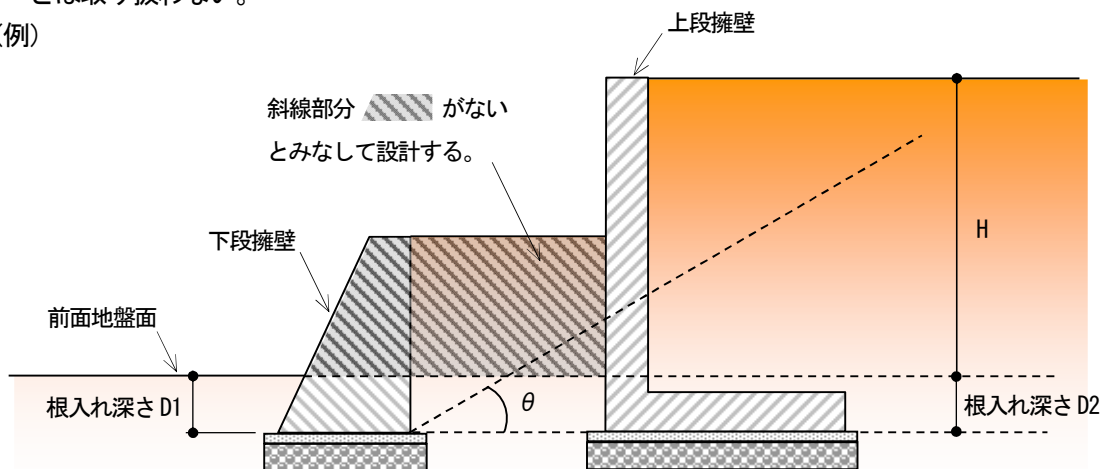 とは取り扱わない。
(例)
上段擁壁
斜線部分 がない
とみなして設計する。
下段擁壁
H
前面地盤面
根入れ深さ D1
θ
根入れ深さ D2